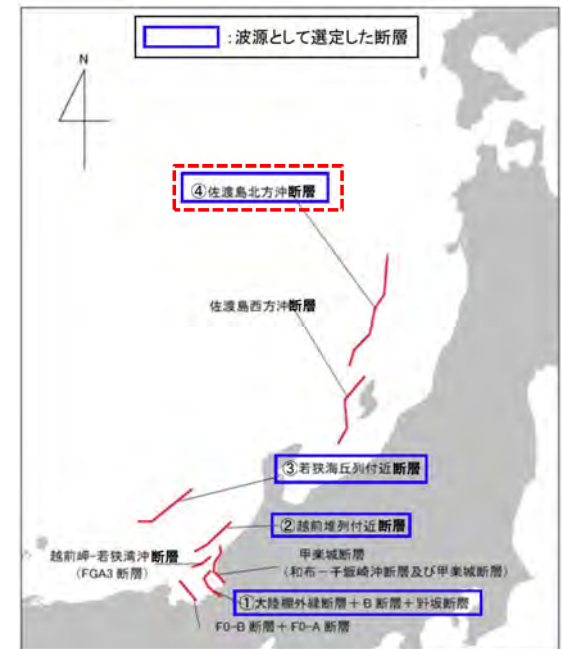 :波源として選定した断層
N
④佐渡島北方沖断層
佐渡島西方沖断層
③若狭海丘列付近断層
②越前堆列付近断層
越前岬-若狭湾沖断層
(FGA3 断層)
甲楽城断層
(和布-干飯崎沖断層及び甲楽城断層)
①大陸棚外縁断層+B 断層+野坂断層
FO-B 断層+FO-A 断層